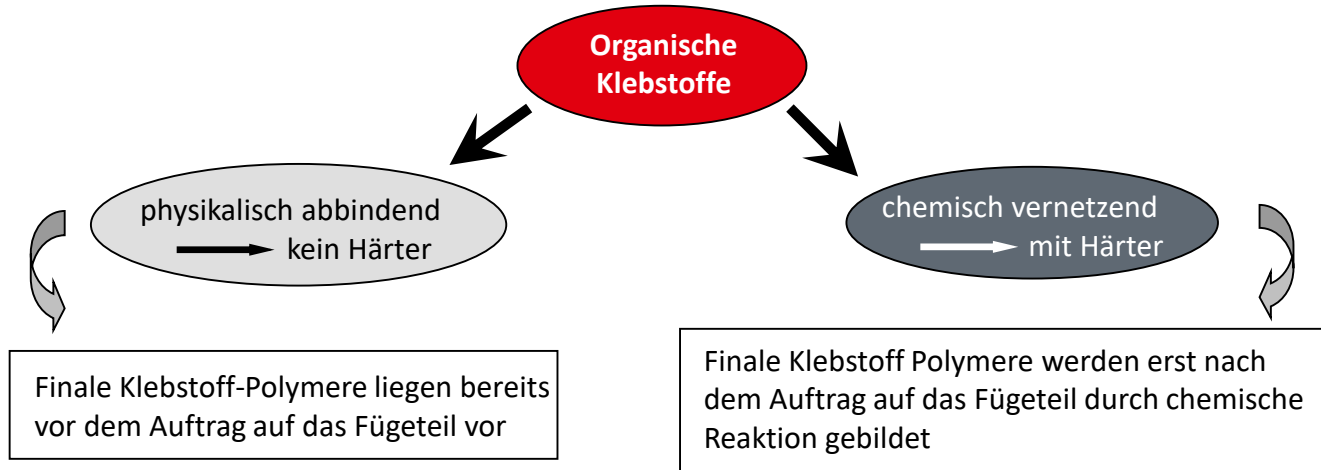 Organische
Klebstoffe
physikalisch abbindend
kein Härter
chemisch vernetzend
mit Härter
Finale Klebstoff-Polymere liegen bereits
vor dem Auftrag auf das Fügeteil vor
Finale Klebstoff Polymere werden erst nach
dem Auftrag auf das Fügeteil durch chemische
Reaktion gebildet